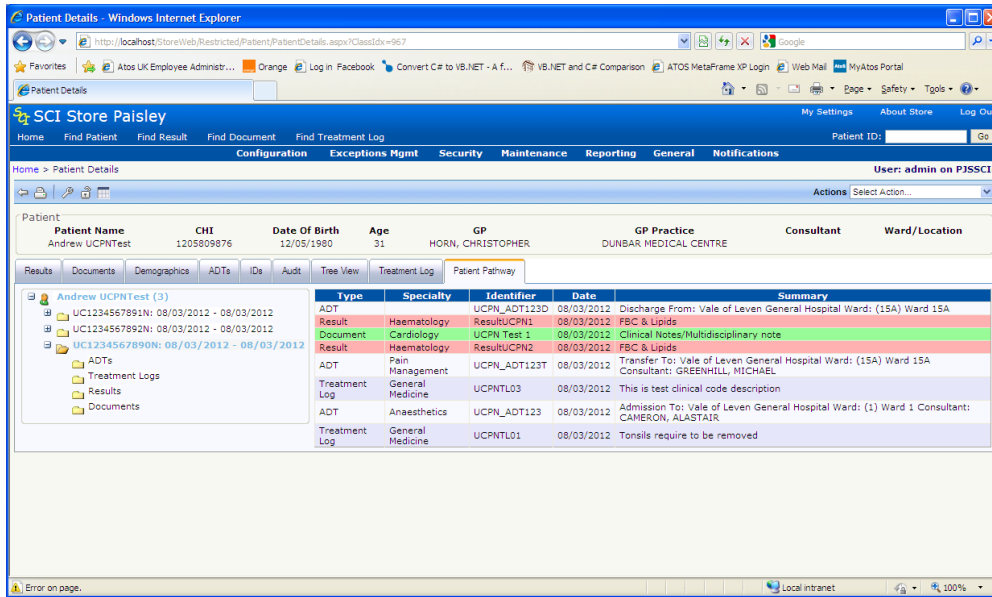 Patient Details - Windows Internet Explorer
http://localhost/StoreWeb/Restricted/Patient/PatientDetails.aspx?ClassIdx=967
Google
Favorites Atos UK Employee Administr... Orange Log in Facebook Convert C# to VB.NET - A f... VB.NET and C# Comparison ATOS MetaFrame XP Login Web Mail MyAtos Portal
Patient Details
Page Safety Tools
SCI Store Paisley
My Settings About Store Log Ou
Home Find Patient Find Result Find Document Find Treatment Log
Patient ID: Go
Configuration Exceptions Mgmt Security Maintenance Reporting General Notifications
Home > Patient Details
User: admin on PJSSCI
Actions Select Action...
Patient
Patient Name CHI Date Of Birth Age GP GP Practice Consultant Ward/Location
Andrew UCPNTest 1205809876 12/05/1980 31 HORN, CHRISTOPHER DUNBAR MEDICAL CENTRE
Results Documents Demographics ADTs IDs Audit Tree View Treatment Log Patient Pathway
Andrew UCPNTest (3)
UC1234567891N: 08/03/2012 - 08/03/2012
UC1234567892N: 08/03/2012 - 08/03/2012
UC1234567890N: 08/03/2012 - 08/03/2012
ADTs
Treatment Logs
Results
Documents
Type Specialty Identifier Date Summary
ADT UCPN_ADT123D 08/03/2012 Discharge From: Vale of Leven General Hospital Ward: (15A) Ward 15A
Result Haematology ResultUCPN1 08/03/2012 FBC & Lipids
Document Cardiology UCPN Test 1 08/03/2012 Clinical Notes/Multidisciplinary note
Result Haematology ResultUCPN2 08/03/2012 FBC & Lipids
ADT Pain Management UCPN_ADT123T 08/03/2012 Transfer To: Vale of Leven General Hospital Ward: (15A) Ward 15A
Consultant: GREENHILL, MICHAEL
Treatment Log General Medicine UCPNTL03 08/03/2012 This is test clinical code description
ADT Anaesthetics UCPN_ADT123 08/03/2012 Admission To: Vale of Leven General Hospital Ward: (1) Ward 1 Consultant:
CAMERON, ALASTAIR
Treatment Log General Medicine UCPNTL01 08/03/2012 Tonsils require to be removed
Error on page.
Local intranet
100%